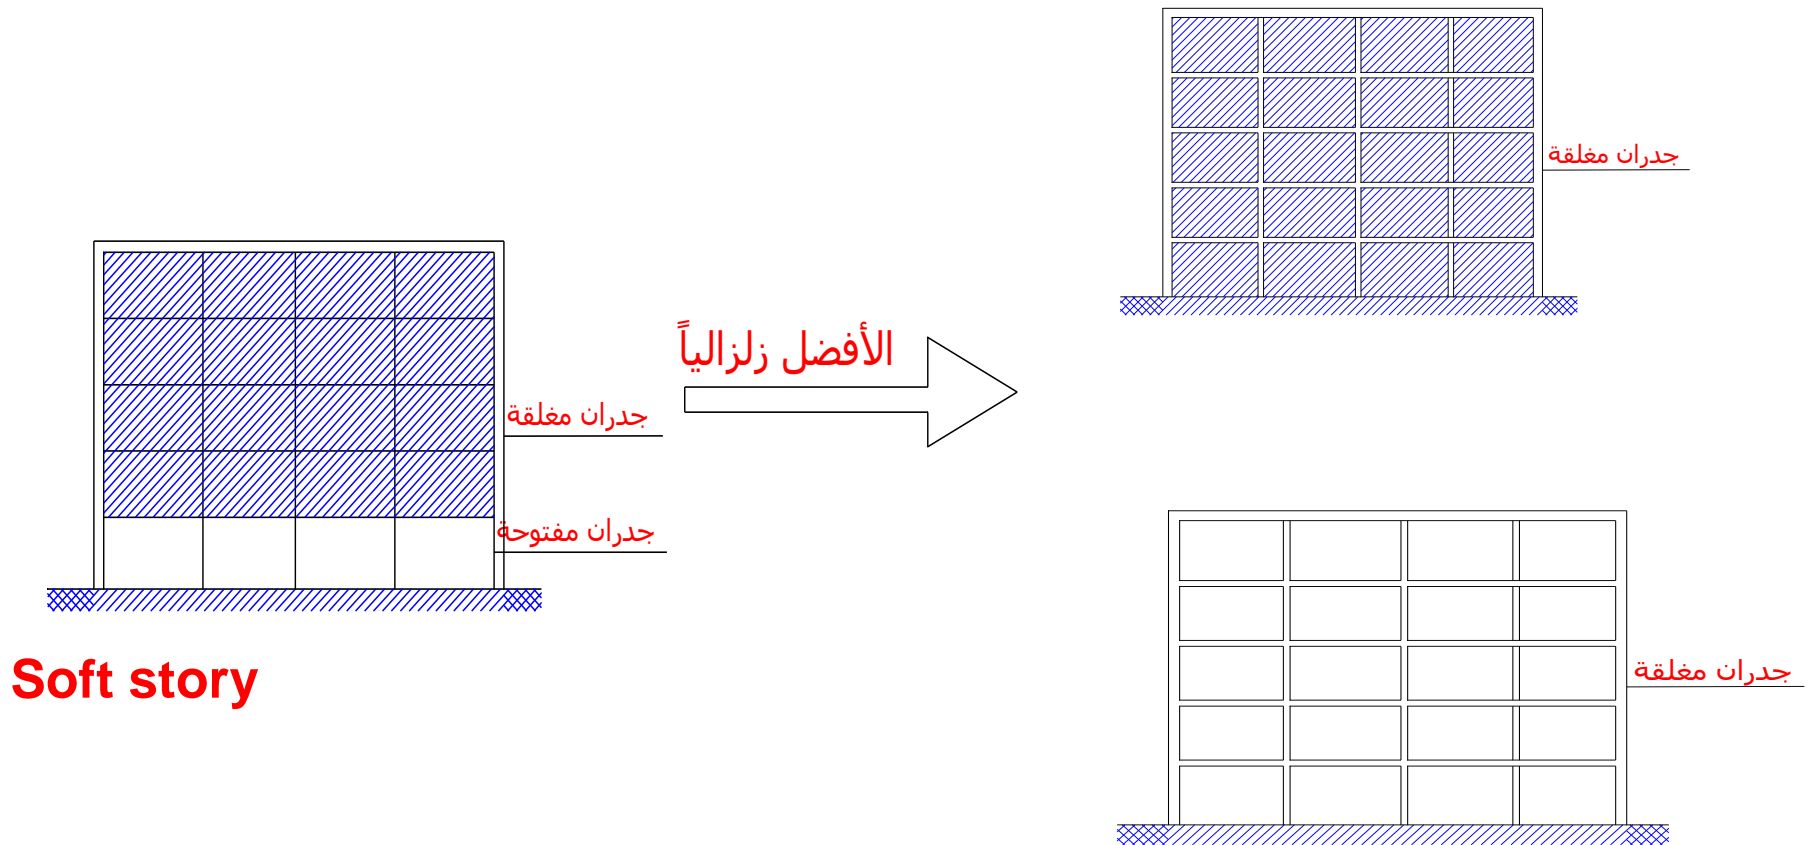 جدران مغلقة
الأفضل زلزالياً
جدران مغلقة
جدران مفتوحة
Soft story
جدران مغلقة